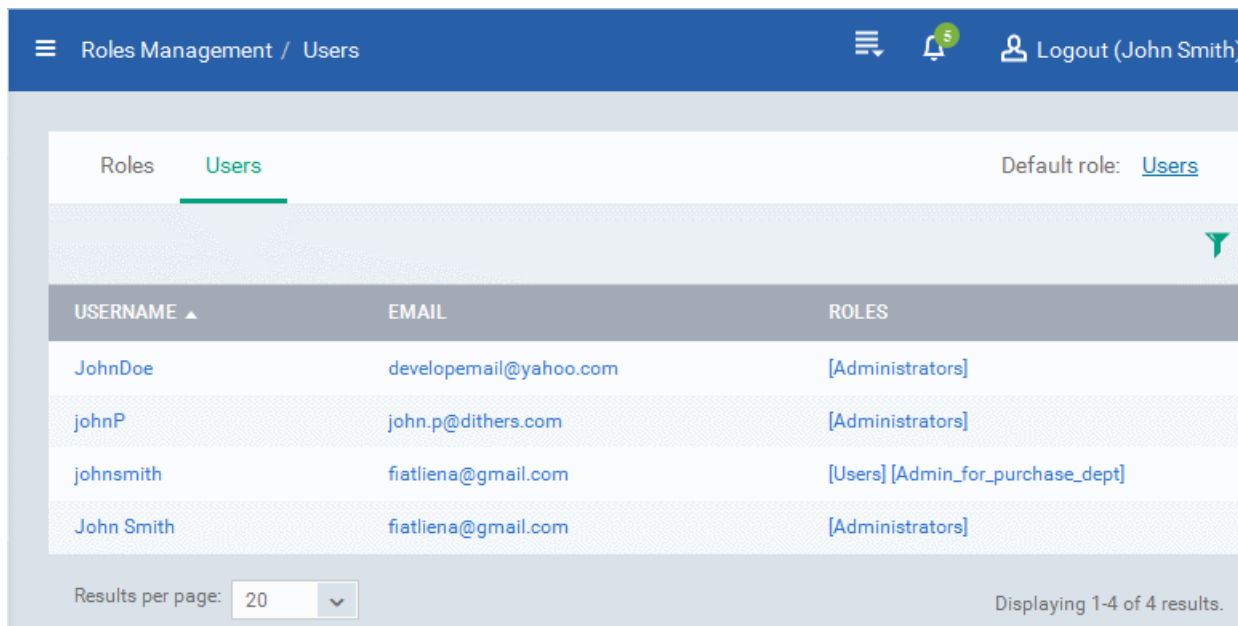 Roles Management / Users 5 Logout (John Smith)
Roles Users Default role: Users
USERNAME EMAIL ROLES
JohnDoe developemail@yahoo.com [Administrators]
johnP john.p@dithers.com [Administrators]
johnsmith fiatliena@gmail.com [Users] [Admin_for_purchase_dept]
John Smith fiatliena@gmail.com [Administrators]
Results per page: 20 Displaying 1-4 of 4 results.